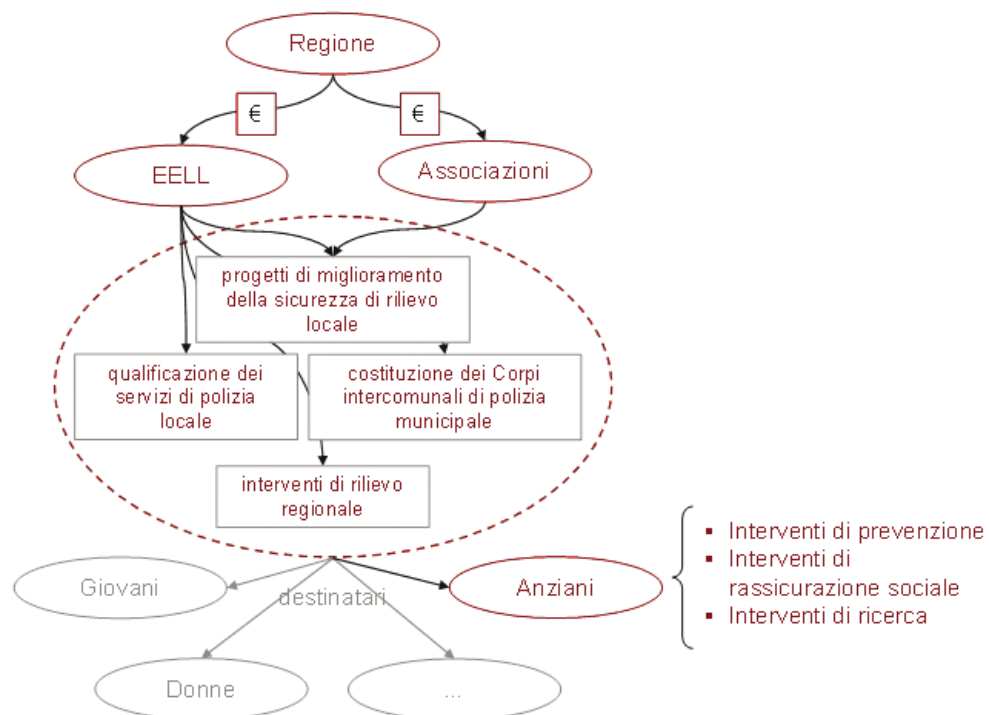 Regione
€
€
EELL
Associazioni
progetti di miglioramento
della sicurezza di rilievo
locale
qualificazione dei
servizi di polizia
locale
costituzione dei Corpi
intercomunali di polizia
municipale
interventi di rilievo
regionale
Giovani
destinatari
Anziani
▪ Interventi di prevenzione
▪ Interventi di
rassicurazione sociale
▪ Interventi di ricerca
Donne
...